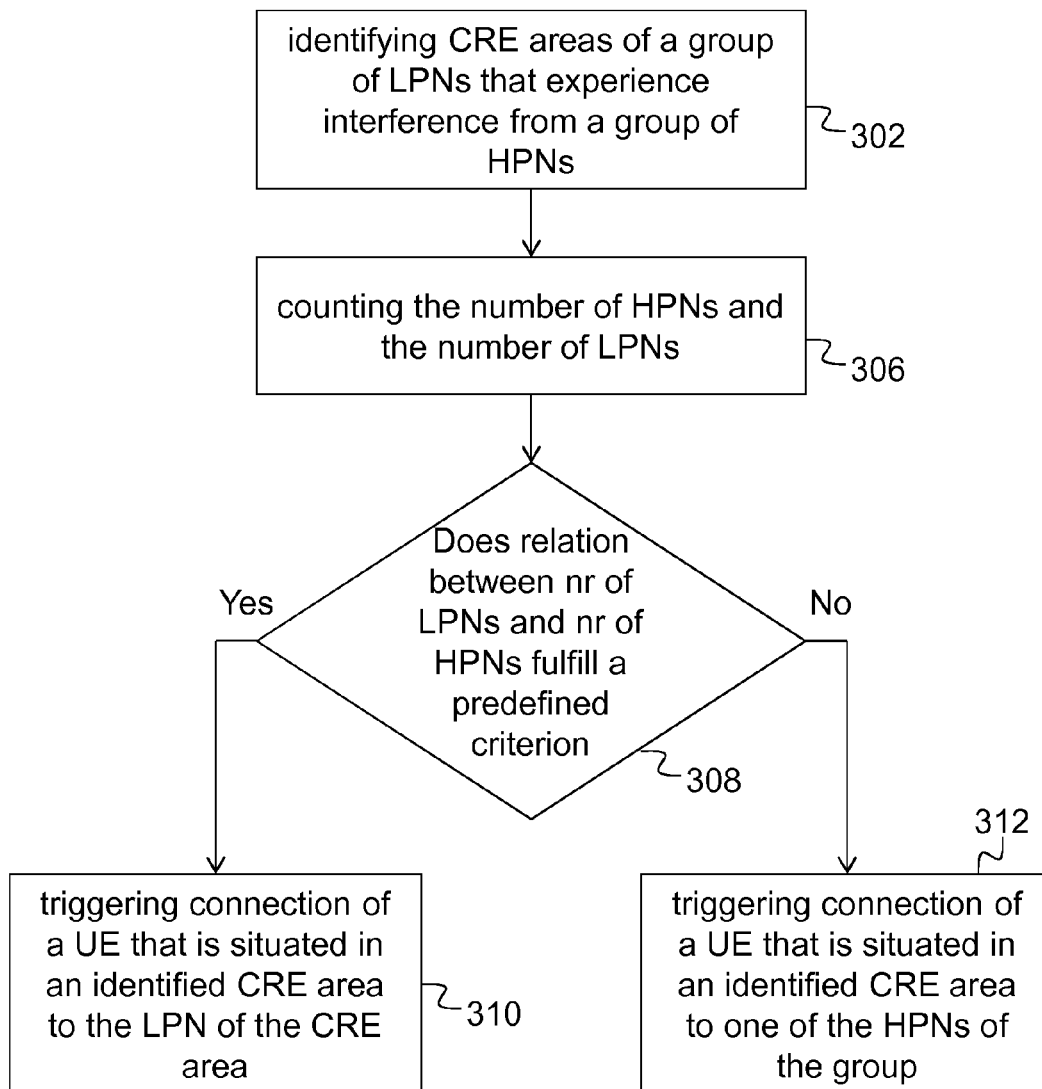 identifying CRE areas of a group
of LPNs that experience
interference from a group of
HPNs
302
counting the number of HPNs and
the number of LPNs
306
Does relation
between nr of
LPNs and nr of
HPNs fulfill a
predefined
criterion
Yes
No
308
312
triggering connection of
a UE that is situated in
an identified CRE area
to the LPN of the CRE
area
310
triggering connection of
a UE that is situated in
an identified CRE area
to one of the HPNs of
the group